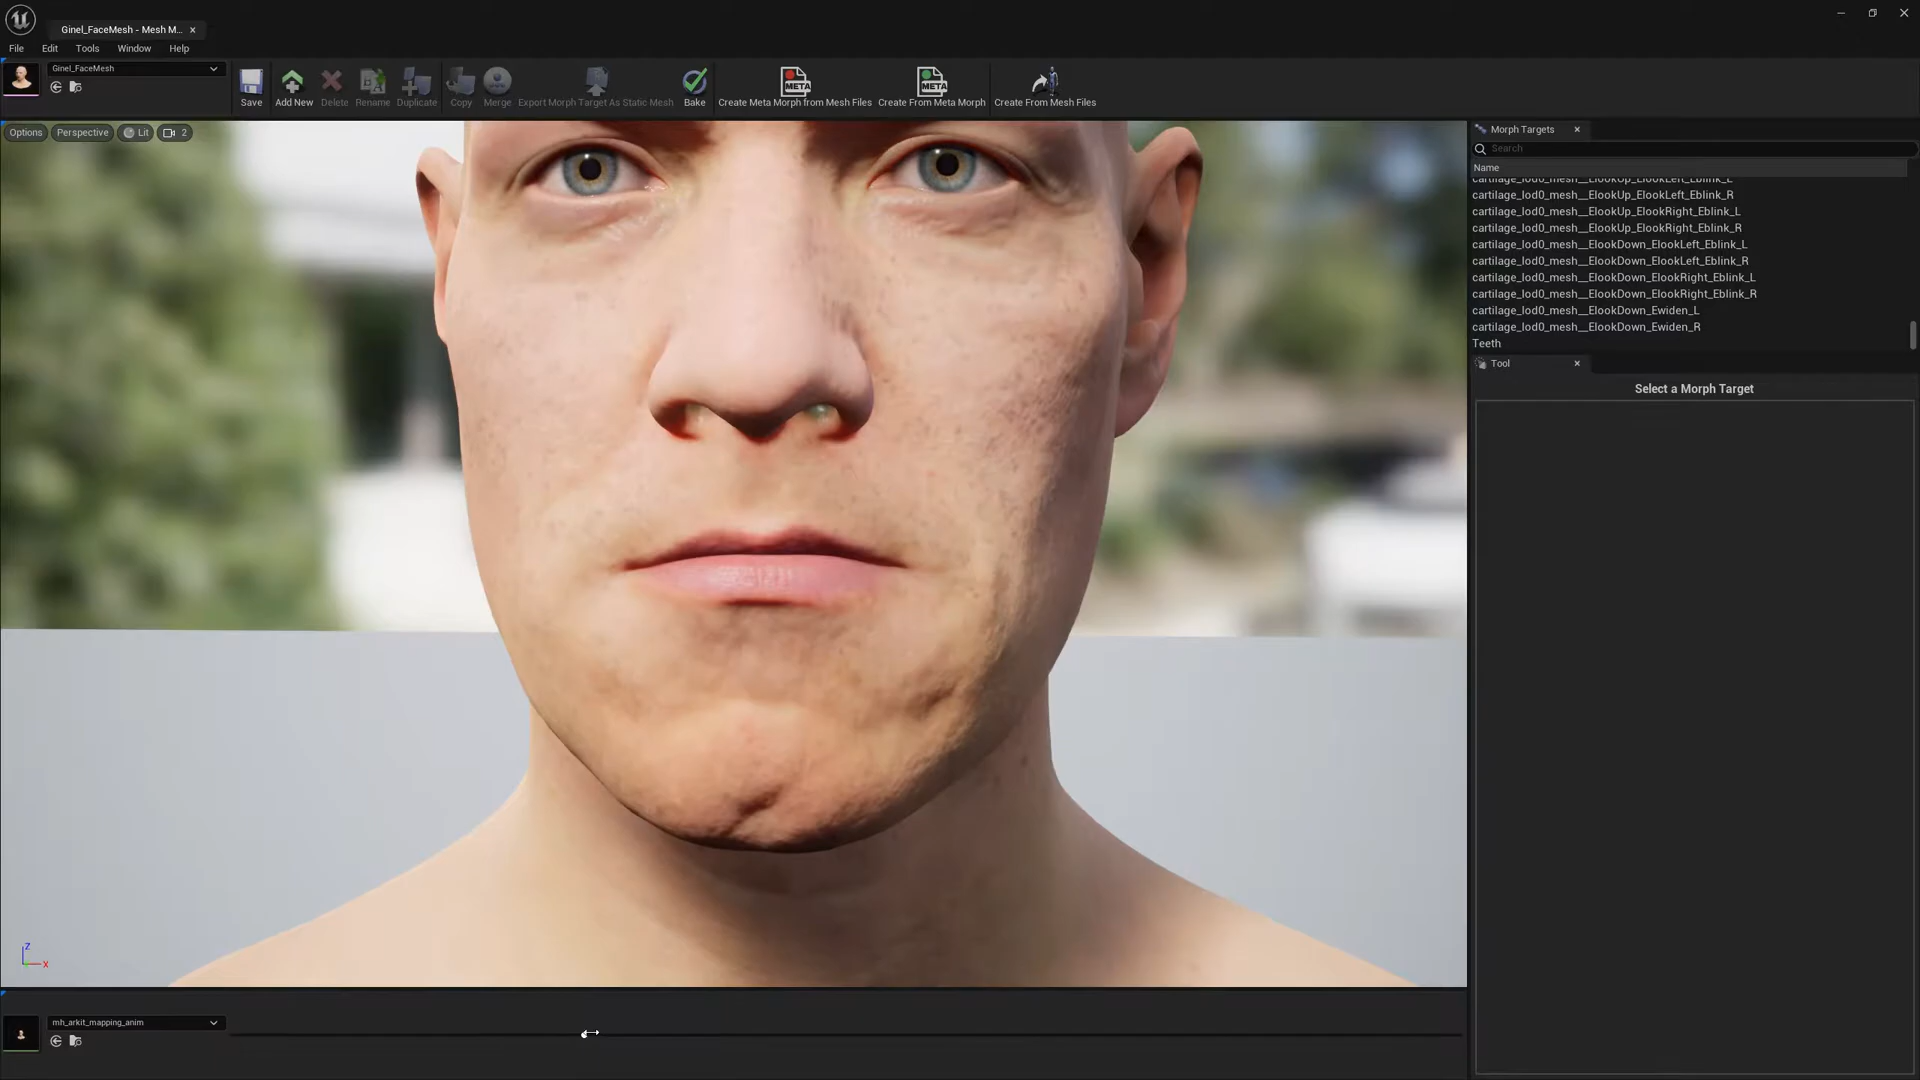 Ginel_FaceMesh - Mesh M...
File Edit Tools Window Help
Ginel_FaceMesh
Save
Add New
Delete
Rename
Duplicate
Copy
Merge
Export Morph Target As Static Mesh
Bake
META
Create Meta Morph from Mesh Files
META
Create From Meta Morph
Create From Mesh Files
Options
Perspective
Lit
2
Morph Targets
Search
Name
cartilage_lod0_mesh__ElookUp_ElookLeft_Eblink_L
cartilage_lod0_mesh__ElookUp_ElookLeft_Eblink_R
cartilage_lod0_mesh__ElookUp_ElookRight_Eblink_L
cartilage_lod0_mesh__ElookUp_ElookRight_Eblink_R
cartilage_lod0_mesh__ElookDown_ElookLeft_Eblink_L
cartilage_lod0_mesh__ElookDown_ElookLeft_Eblink_R
cartilage_lod0_mesh__ElookDown_ElookRight_Eblink_L
cartilage_lod0_mesh__ElookDown_ElookRight_Eblink_R
cartilage_lod0_mesh__ElookDown_Ewiden_L
cartilage_lod0_mesh__ElookDown_Ewiden_R
Teeth
Tool
Select a Morph Target
Z
X
mh_arkit_mapping_anim